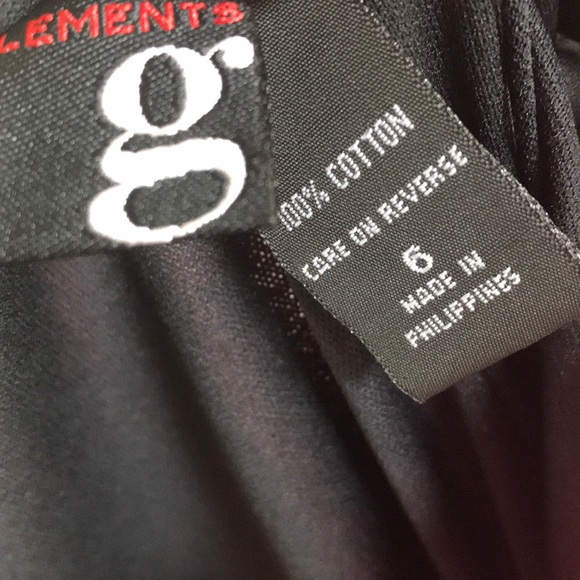 LEMENTS
g
100% COTTON
CARE ON REVERSE
6
MADE IN
PHILIPPINES